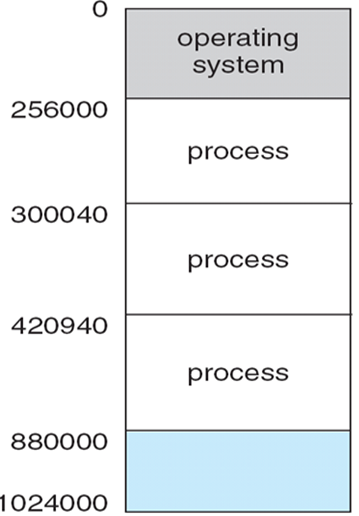 0
operating
system
256000
process
300040
process
420940
process
880000
1024000